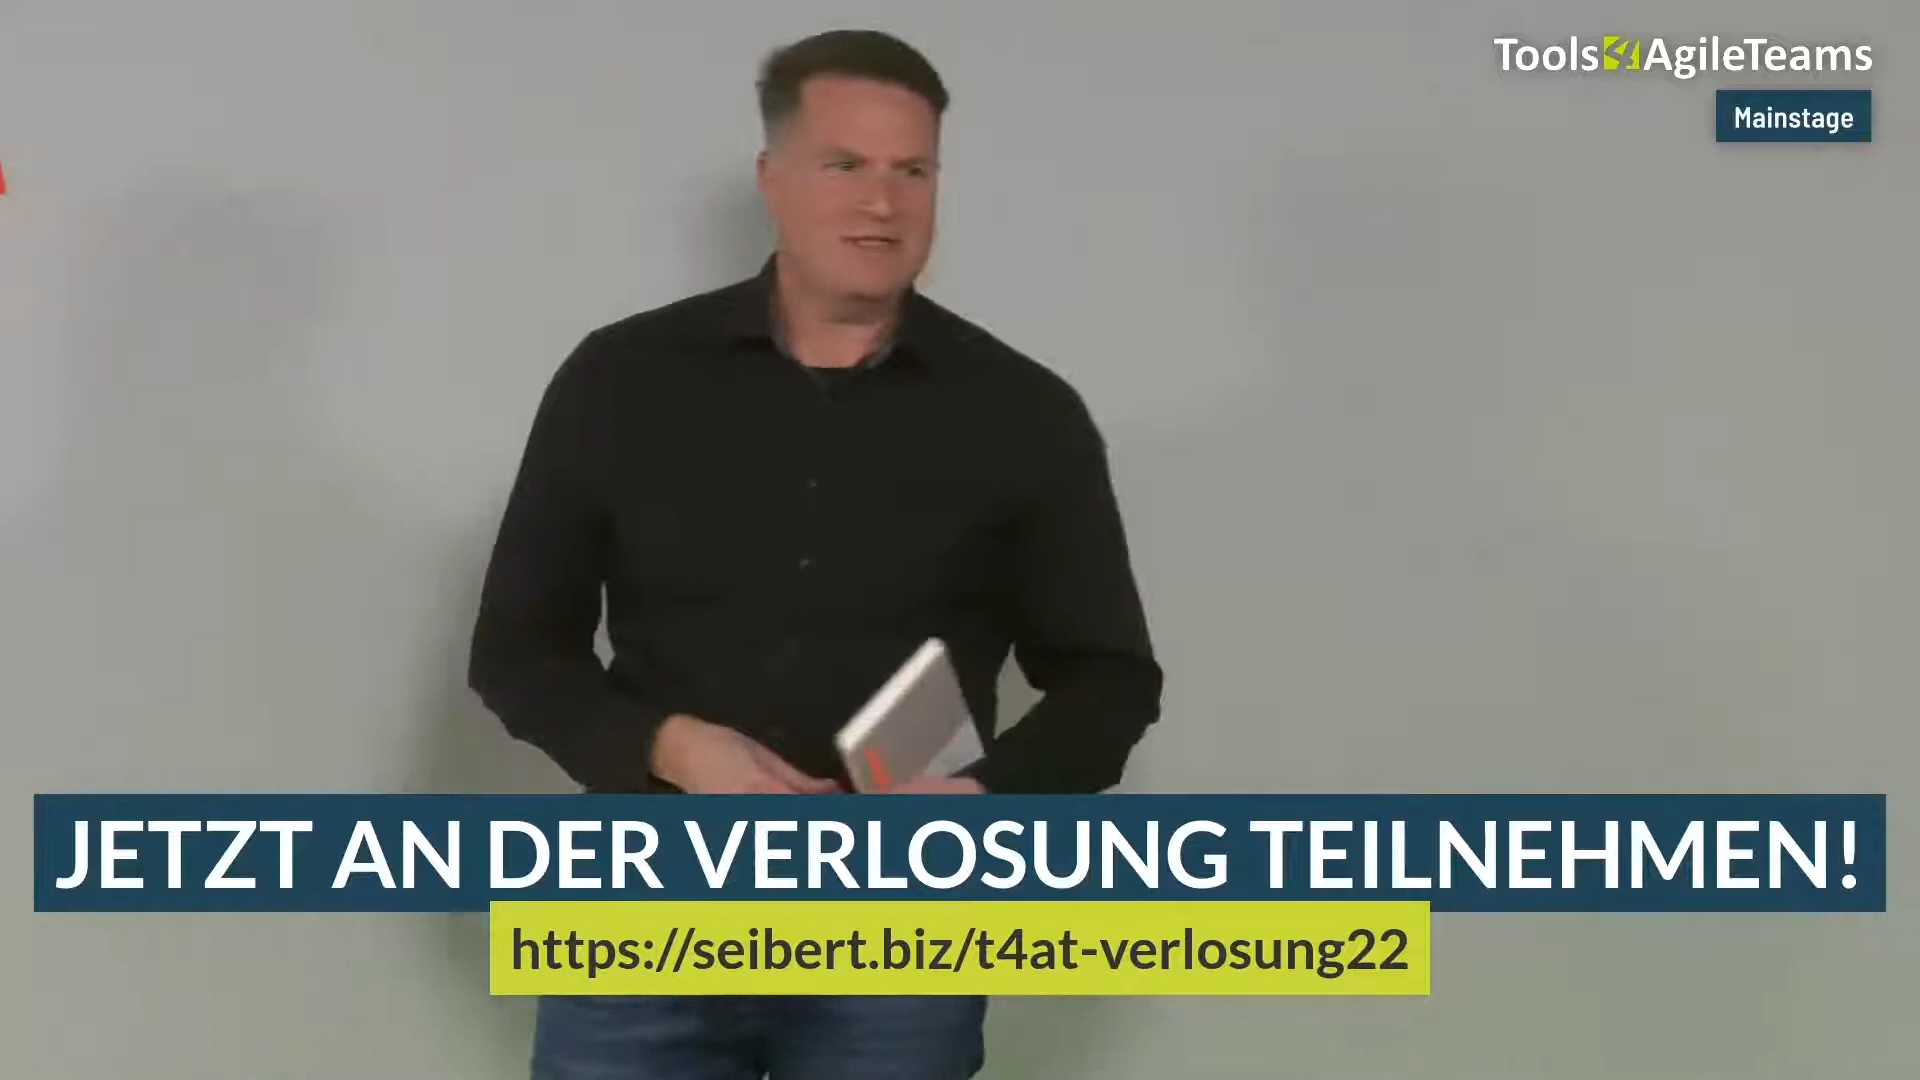 Tools4AgileTeams
Mainstage
JETZT AN DER VERLOSUNG TEILNEHMEN!
https://seibert.biz/t4at-verlosung22